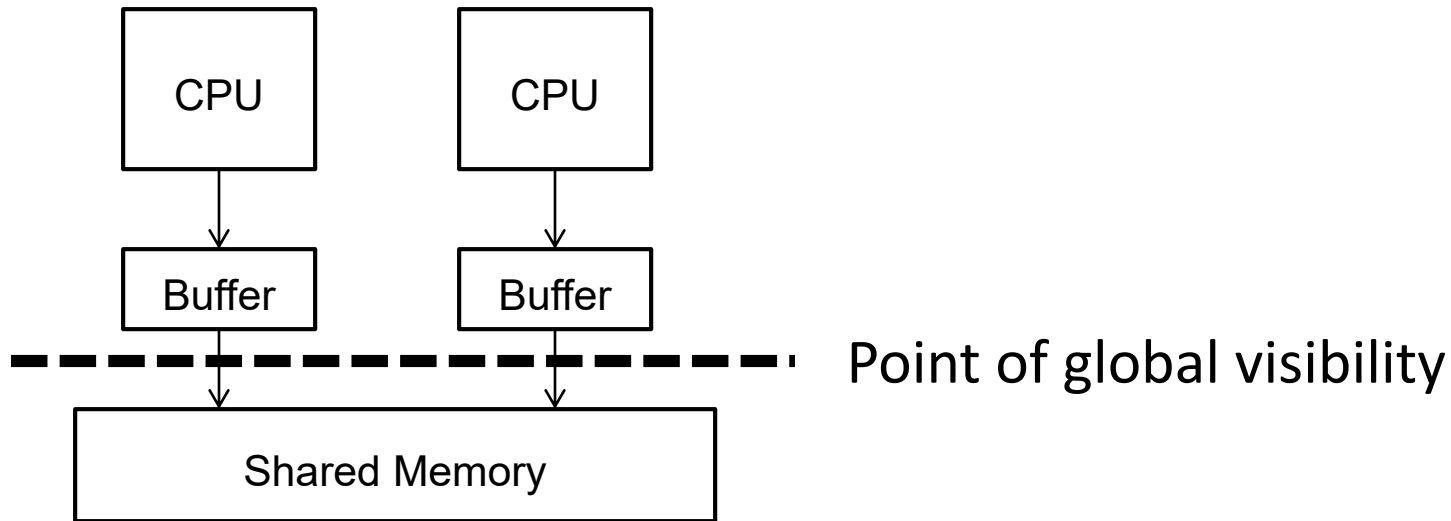 CPU
CPU
Buffer
Buffer
Point of global visibility
Shared Memory